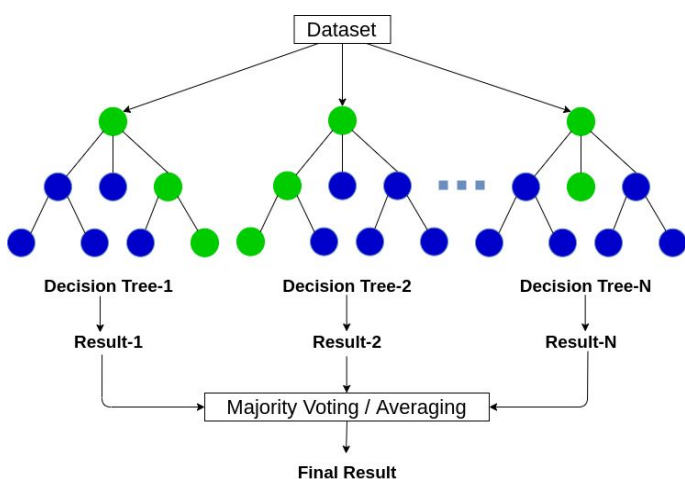 Dataset
Decision Tree-1
Decision Tree-2
Decision Tree-N
Result-1
Result-2
Result-N
Majority Voting / Averaging
Final Result